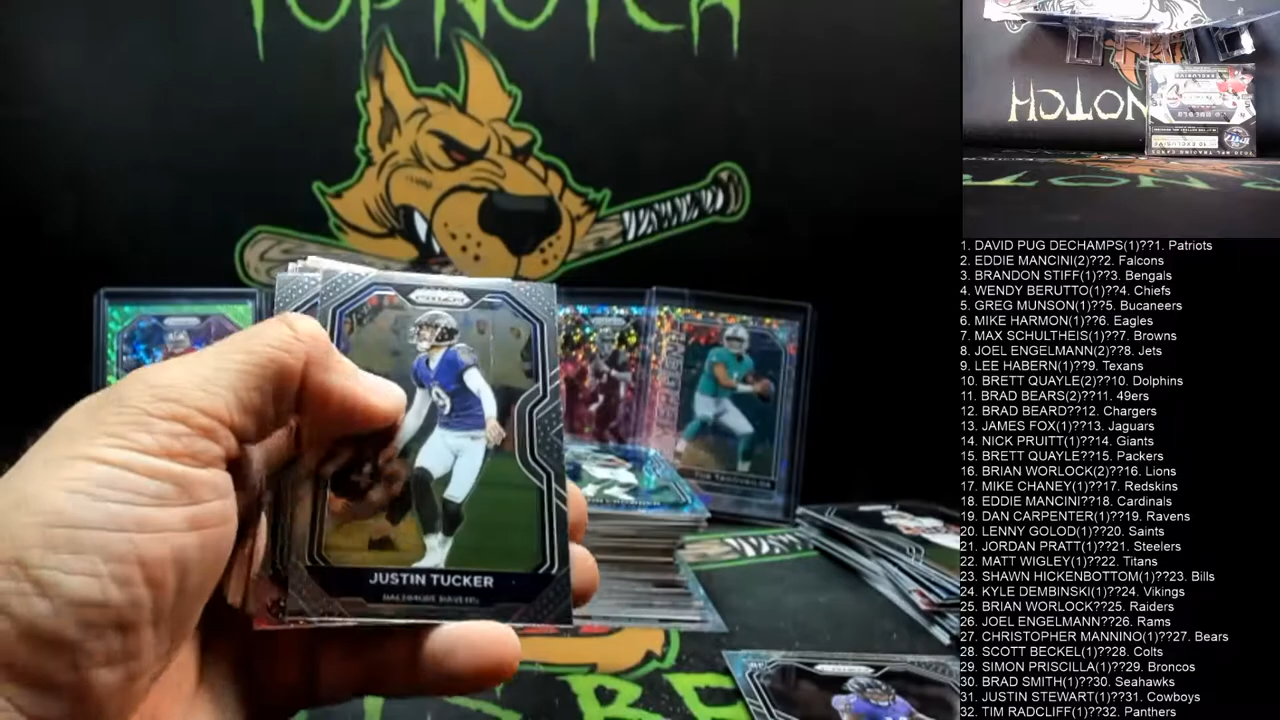 TOPNOTCH
NOTCH
PRIZM
JUSTIN TUCKER
BALTIMORE RAVENS
1. DAVID PUG DECHAMPS(1)??1. Patriots
2. EDDIE MANCINI(2)??2. Falcons
3. BRANDON STIFF(1)??3. Bengals
4. WENDY BERUTTO(1)??4. Chiefs
5. GREG MUNSON(1)??5. Bucaneers
6. MIKE HARMON(1)??6. Eagles
7. MAX SCHULTHEIS(1)??7. Browns
8. JOEL ENGELMANN(2)??8. Jets
9. LEE HABERN(1)??9. Texans
10. BRETT QUAYLE(2)??10. Dolphins
11. BRAD BEARS(2)??11. 49ers
12. BRAD BEARD??12. Chargers
13. JAMES FOX(1)??13. Jaguars
14. NICK PRUITT(1)??14. Giants
15. BRETT QUAYLE??15. Packers
16. BRIAN WORLOCK(2)??16. Lions
17. MIKE CHANEY(1)??17. Redskins
18. EDDIE MANCINI??18. Cardinals
19. DAN CARPENTER(1)??19. Ravens
20. LENNY GOLOD(1)??20. Saints
21. JORDAN PRATT(1)??21. Steelers
22. MATT WIGLEY(1)??22. Titans
23. SHAWN HICKENBOTTOM(1)??23. Bills
24. KYLE DEMBINSKI(1)??24. Vikings
25. BRIAN WORLOCK??25. Raiders
26. JOEL ENGELMANN??26. Rams
27. CHRISTOPHER MANNINO(1)??27. Bears
28. SCOTT BECKEL(1)??28. Colts
29. SIMON PRISCILLA(1)??29. Broncos
30. BRAD SMITH(1)??30. Seahawks
31. JUSTIN STEWART(1)??31. Cowboys
32. TIM RADCLIFF(1)??32. Panthers